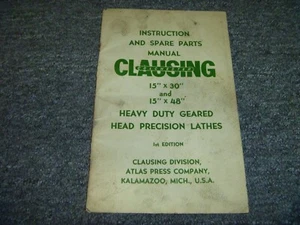 INSTRUCTION
AND SPARE PARTS
MANUAL
CLAUSING
15" X 30"
and
15" X 48"
HEAVY DUTY GEARED
HEAD PRECISION LATHES
1st EDITION
CLAUSING DIVISION,
ATLAS PRESS COMPANY,
KALAMAZOO, MICH., U.S.A.